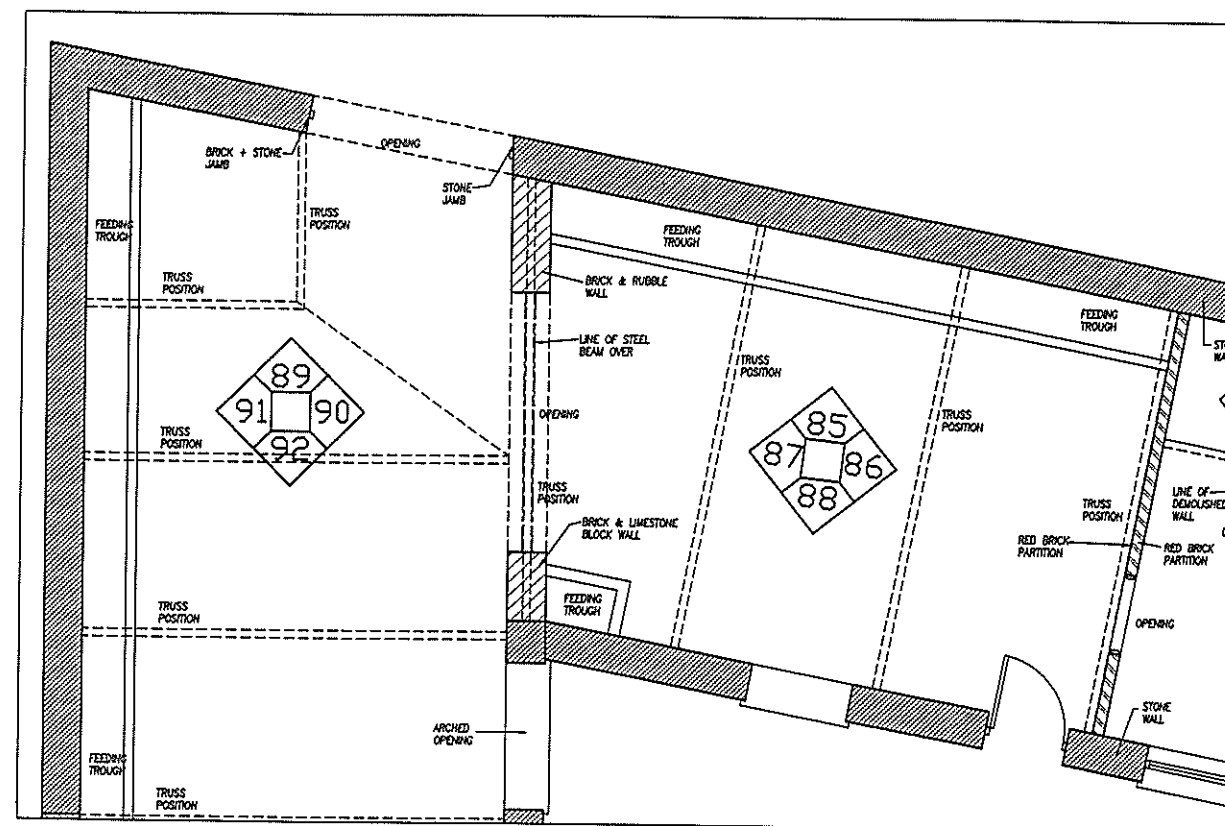 BRICK + STONE
JAMB
OPENING
STONE
JAMB
FEEDING
TROUGH
TRUSS
POSITION
TRUSS
POSITION
FEEDING
TROUGH
BRICK & RUBBLE
WALL
LINE OF STEEL
BEAM OVER
FEEDING
TROUGH
89
91
90
92
TRUSS
POSITION
OPENING
TRUSS
POSITION
85
87
86
88
TRUSS
POSITION
TRUSS
POSITION
TRUSS
POSITION
LINE OF
DEMOLISHED
WALL
BRICK & LIMESTONE
BLOCK WALL
RED BRICK
PARTITION
RED BRICK
PARTITION
FEEDING
TROUGH
TRUSS
POSITION
OPENING
ARCHED
OPENING
STONE
WALL
FEEDING
TROUGH
TRUSS
POSITION